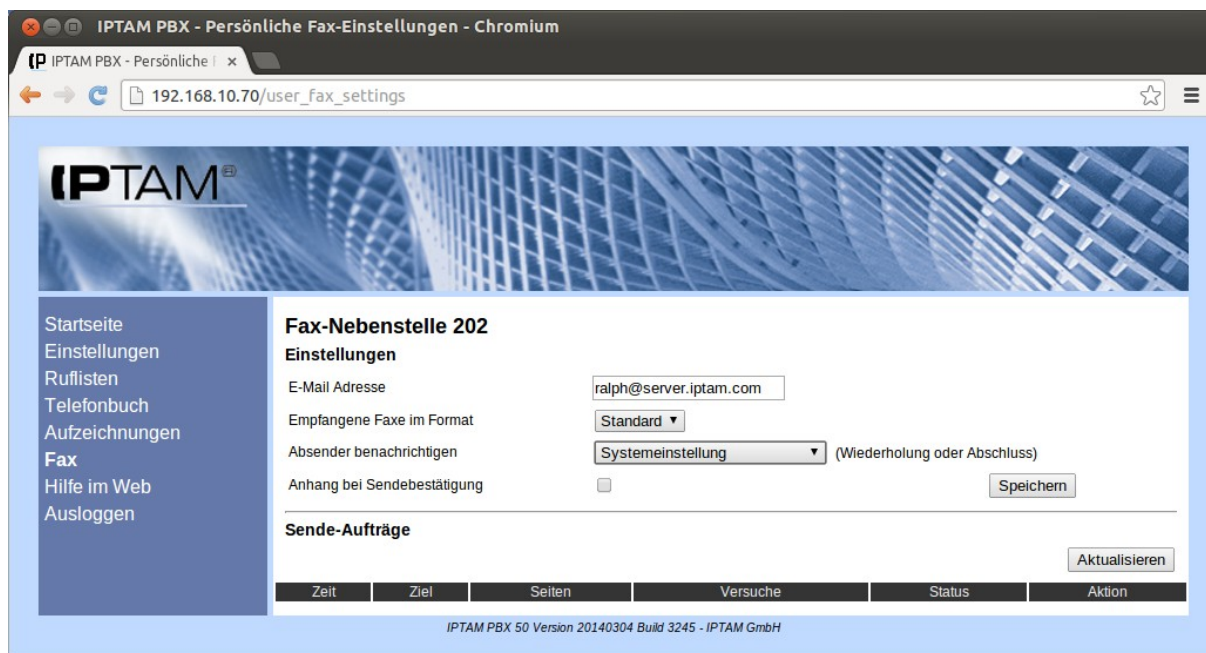 IPTAM PBX - Persönliche Fax-Einstellungen - Chromium
IPTAM PBX - Persönliche
192.168.10.70/user_fax_settings
IPTAM®
Startseite
Einstellungen
Ruflisten
Telefonbuch
Aufzeichnungen
Fax
Hilfe im Web
Ausloggen
Fax-Nebenstelle 202
Einstellungen
E-Mail Adresse ralph@server.iptam.com
Empfangene Faxe im Format Standard
Absender benachrichtigen Systemeinstellung (Wiederholung oder Abschluss)
Anhang bei Sendebestätigung Speichern
Sende-Aufträge
Aktualisieren
Zeit Ziel Seiten Versuche Status Aktion
IPTAM PBX 50 Version 20140304 Build 3245 - IPTAM GmbH